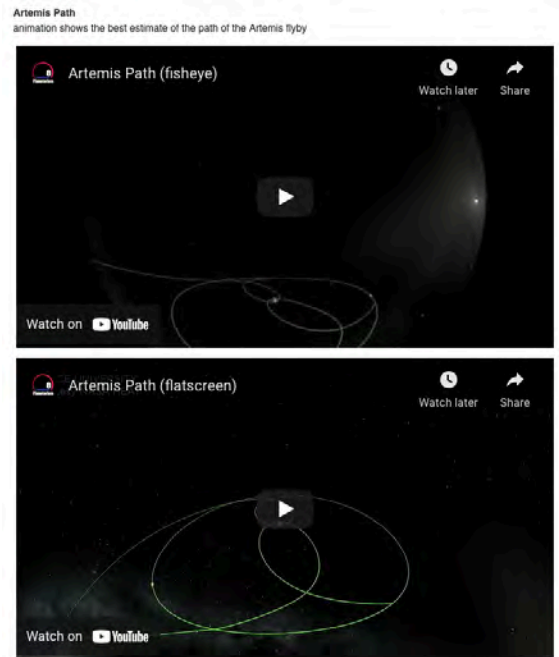 Artemis Path
animation shows the best estimate of the path of the Artemis flyby
Artemis Path (fisheye)
Watch later
Share
Watch on YouTube
Artemis Path (flatscreen)
Watch later
Share
Watch on YouTube